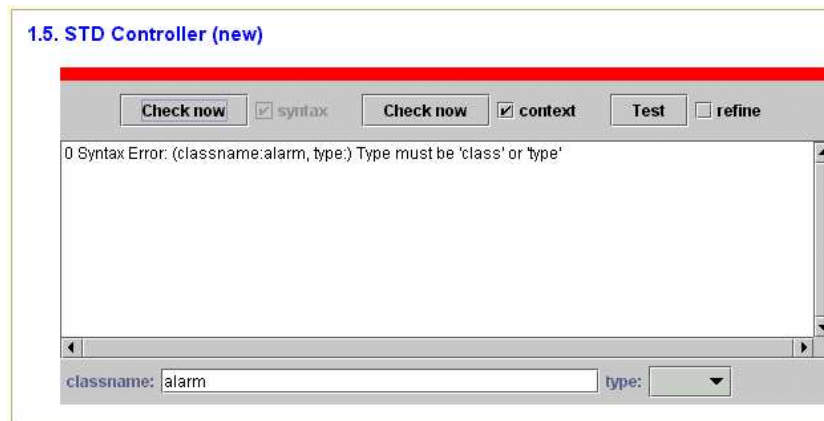 1.5. STD Controller (new)
Check now syntax Check now context Test refine
0 Syntax Error: (classname:alarm, type:) Type must be 'class' or 'type'
classname: alarm type: